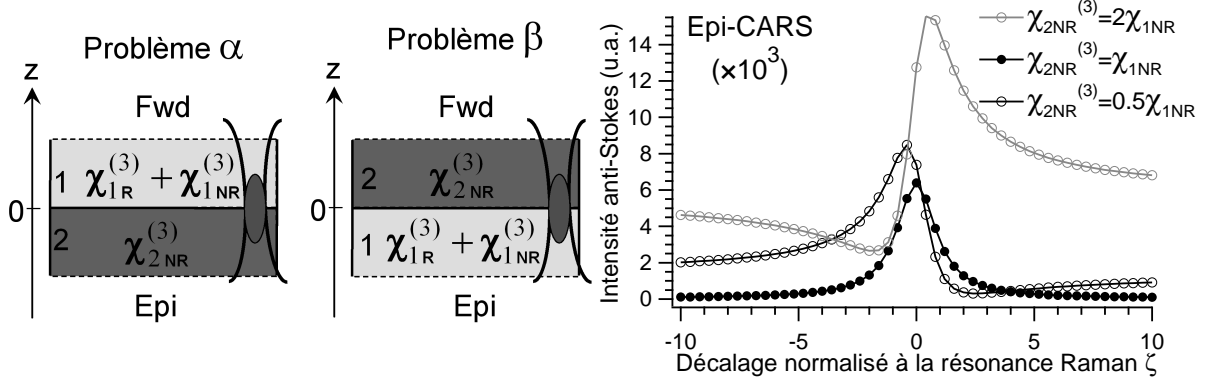 Problème α
z
Fwd
1 χ1R(3) + χ1NR(3)
0
2 χ2NR(3)
Epi
Problème β
z
Fwd
2 χ2NR(3)
0
1 χ1R(3) + χ1NR(3)
Epi
Epi-CARS
(×10³)
χ2NR(3)=2χ1NR
χ2NR(3)=χ1NR
χ2NR(3)=0.5χ1NR
Intensité anti-Stokes (u.a.)
14
12
10
8
6
4
2
0
-10 -5 0 5 10
Décalage normalisé à la résonance Raman ζ